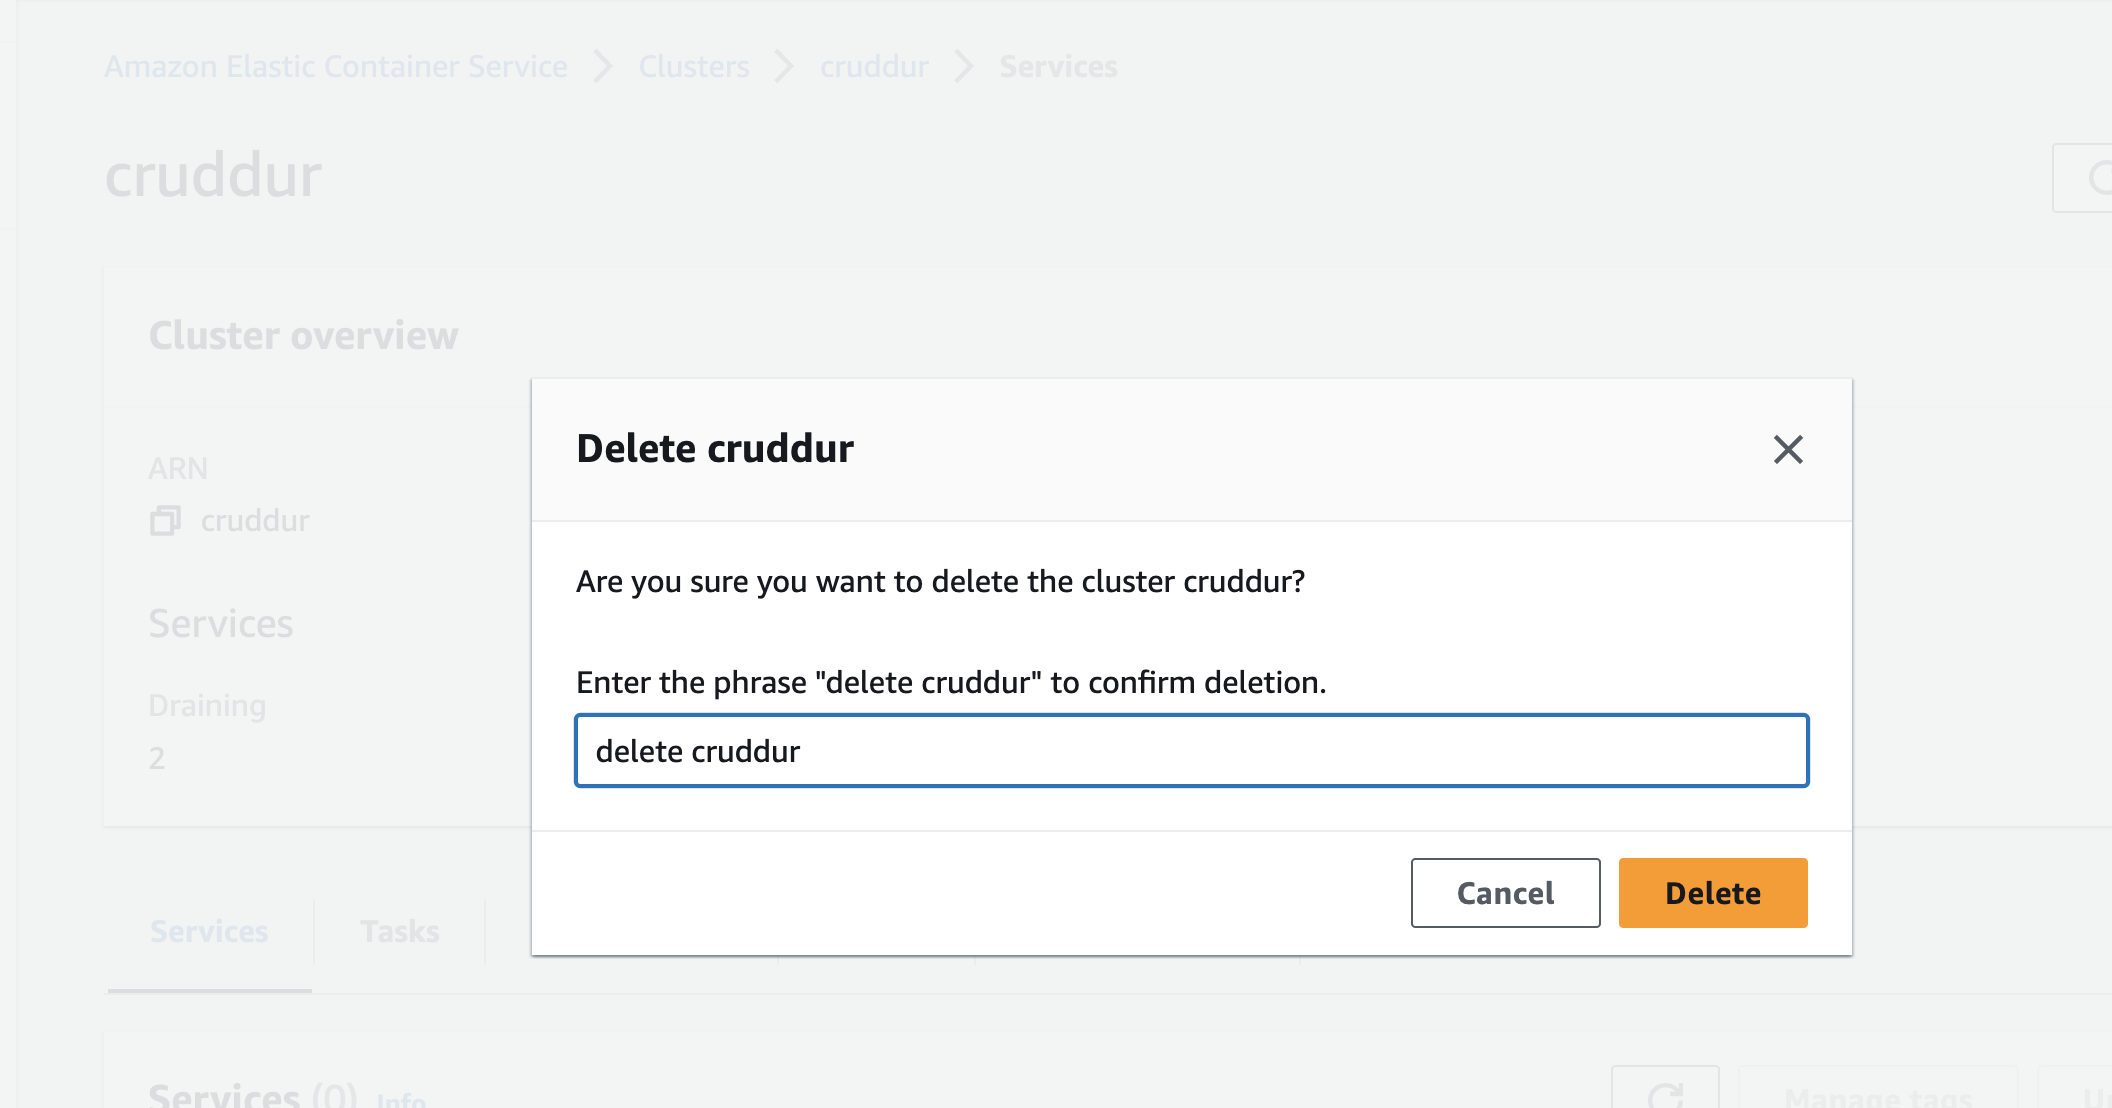 Amazon Elastic Container Service > Clusters > cruddur > Services
cruddur
Cluster overview
ARN
cruddur
Services
Draining
2
Delete cruddur
Are you sure you want to delete the cluster cruddur?
Enter the phrase "delete cruddur" to confirm deletion.
delete cruddur
Cancel Delete
Services Tasks
Services (0) Info
Manage tags